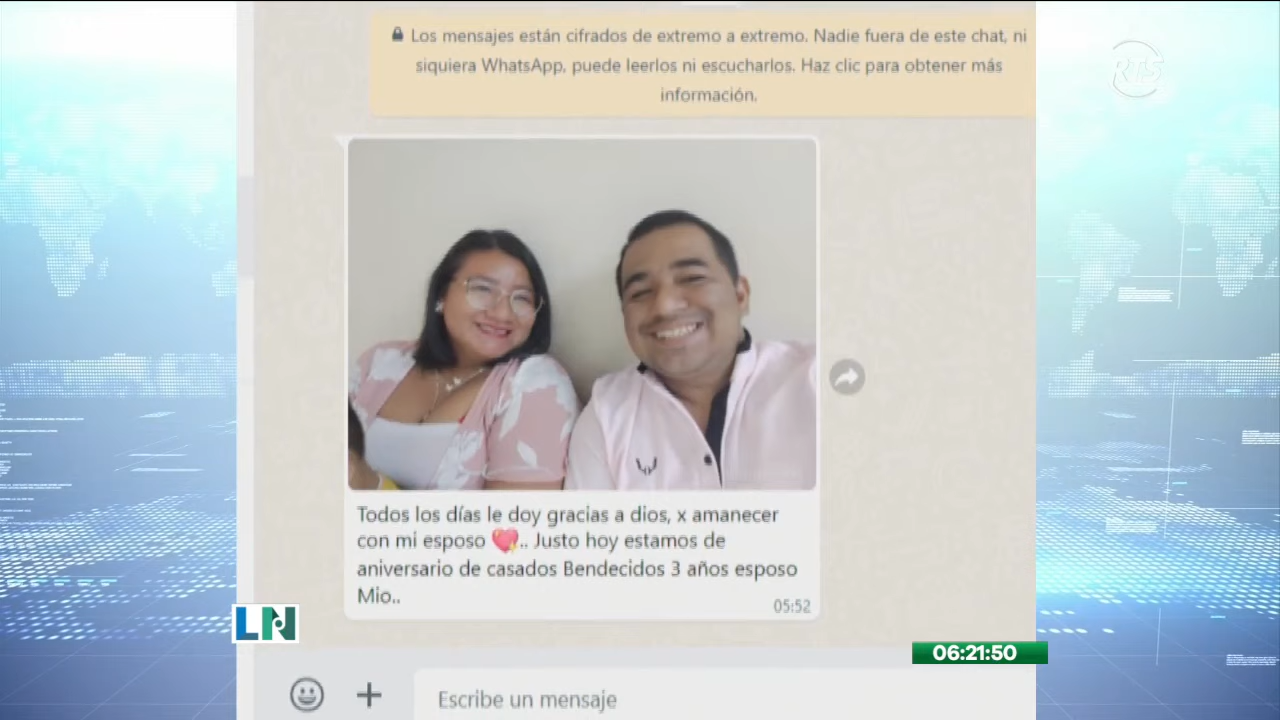 Los mensajes están cifrados de extremo a extremo. Nadie fuera de este chat, ni
siquiera WhatsApp, puede leerlos ni escucharlos. Haz clic para obtener más
información.
RTS
Todos los días le doy gracias a dios, x amanecer
con mi esposo 💖.. Justo hoy estamos de
aniversario de casados Bendecidos 3 años esposo
Mio..
05:52
LN
06:21:50
Escribe un mensaje